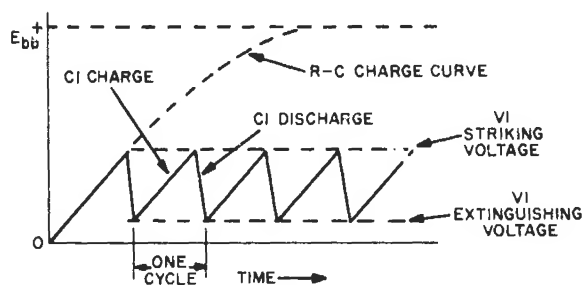 +
Ebb
C1 CHARGE
R-C CHARGE CURVE
C1 DISCHARGE
V1
STRIKING
VOLTAGE
V1
EXTINGUISHING
VOLTAGE
0
ONE
CYCLE
TIME